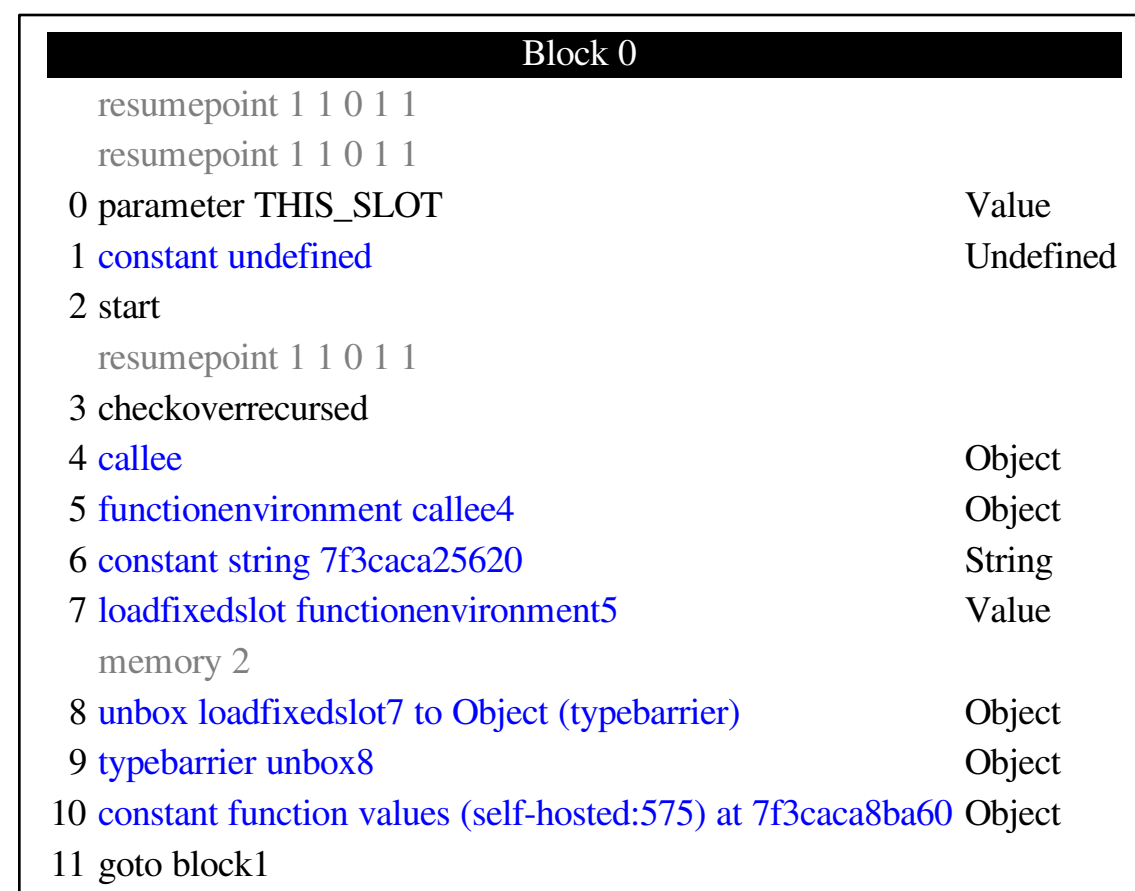 Block 0
resumepoint 1 1 0 1 1
resumepoint 1 1 0 1 1
0 parameter THIS_SLOT Value
1 constant undefined Undefined
2 start
resumepoint 1 1 0 1 1
3 checkoverrecursed
4 callee Object
5 functionenvironment callee4 Object
6 constant string 7f3caca25620 String
7 loadfixedslot functionenvironment5 Value
memory 2
8 unbox loadfixedslot7 to Object (typebarrier) Object
9 typebarrier unbox8 Object
10 constant function values (self-hosted:575) at 7f3caca8ba60 Object
11 goto block1